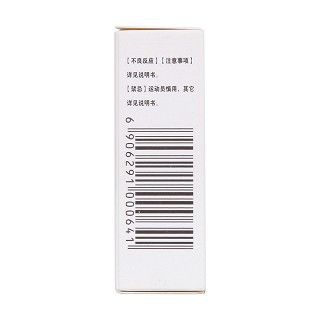 【不良反应】【注意事项】
详见说明书。
【禁忌】运动员慎用，其它
详见说明书。
6906291000641